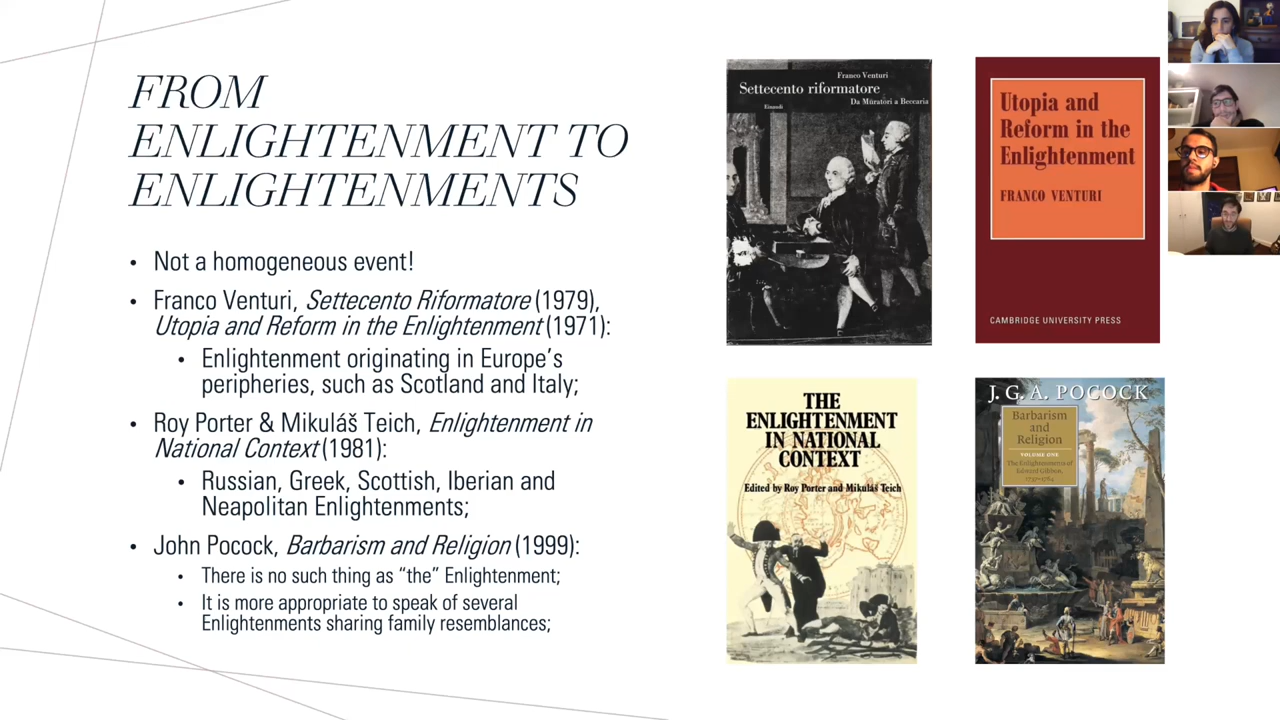 FROM
ENLIGHTENMENT TO
ENLIGHTENMENTS
• Not a homogeneous event!
• Franco Venturi, Settecento Riformatore (1979),
Utopia and Reform in the Enlightenment (1971):
• Enlightenment originating in Europe's
peripheries, such as Scotland and Italy;
• Roy Porter & Mikuláš Teich, Enlightenment in
National Context (1981):
• Russian, Greek, Scottish, Iberian and
Neapolitan Enlightenments;
• John Pocock, Barbarism and Religion (1999):
• There is no such thing as “the” Enlightenment;
• It is more appropriate to speak of several
Enlightenments sharing family resemblances;
Franco Venturi
Settecento riformatore
Da Muratori a Beccaria
Einaudi
Utopia and
Reform in the
Enlightenment
FRANCO VENTURI
CAMBRIDGE UNIVERSITY PRESS
THE
ENLIGHTENMENT
IN NATIONAL
CONTEXT
Edited by Roy Porter and Mikuláš Teich
J. G. A. POCOCK
Barbarism
and
Religion
VOLUME ONE
The Enlightenments of
Edward Gibbon,
1737–1764